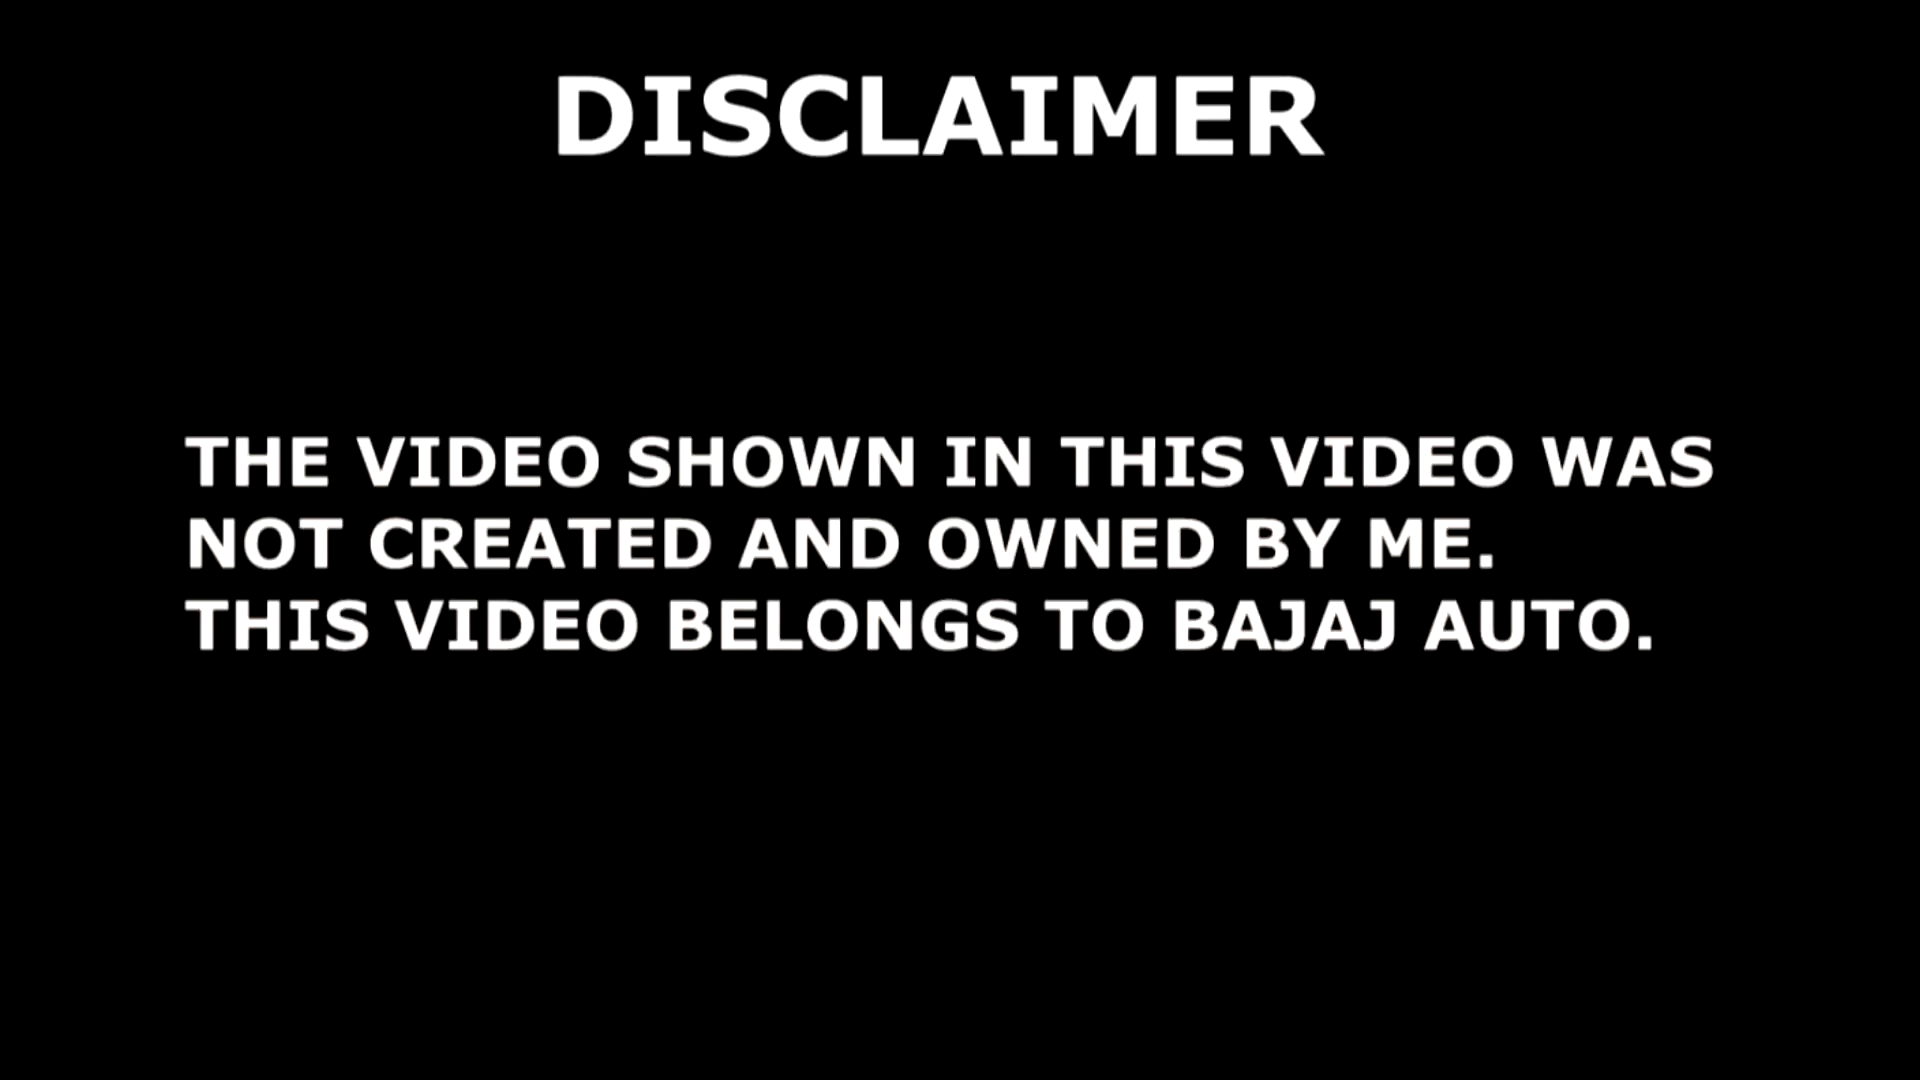 DISCLAIMER
THE VIDEO SHOWN IN THIS VIDEO WAS
NOT CREATED AND OWNED BY ME.
THIS VIDEO BELONGS TO BAJAJ AUTO.